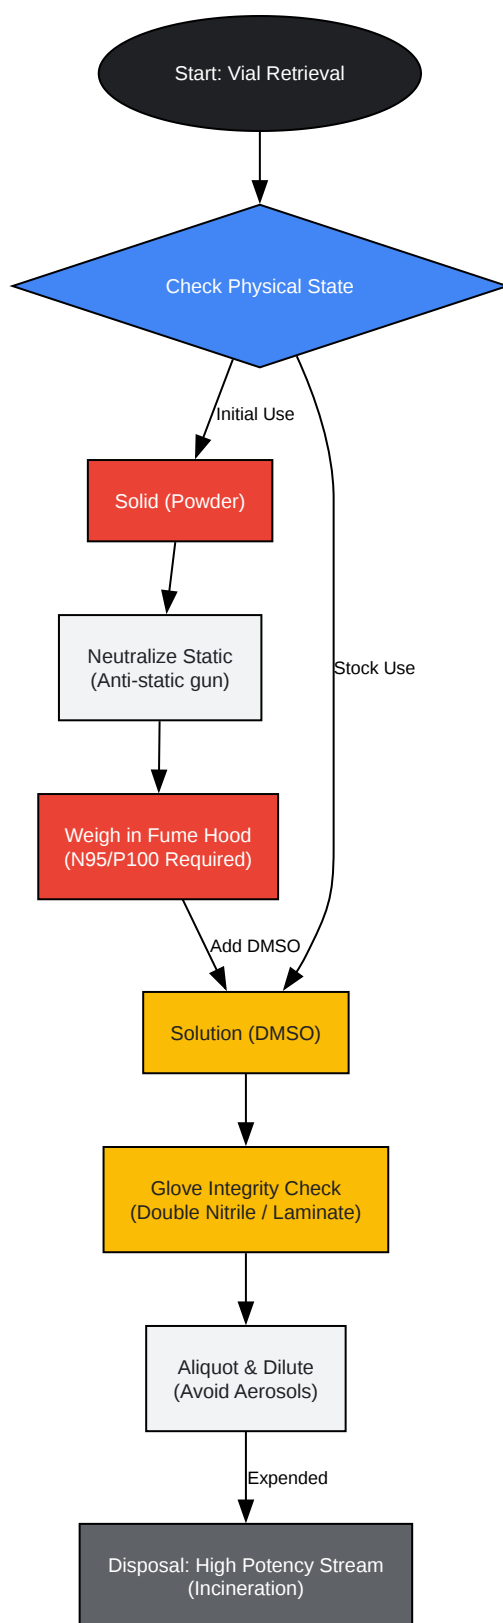 Start: Vial Retrieval
Check Physical State
Initial Use
Solid (Powder)
Neutralize Static
(Anti-static gun)
Stock Use
Weigh in Fume Hood
(N95/P100 Required)
Add DMSO
Solution (DMSO)
Glove Integrity Check
(Double Nitrile / Laminate)
Aliquot & Dilute
(Avoid Aerosols)
Expended
Disposal: High Potency Stream
(Incineration)